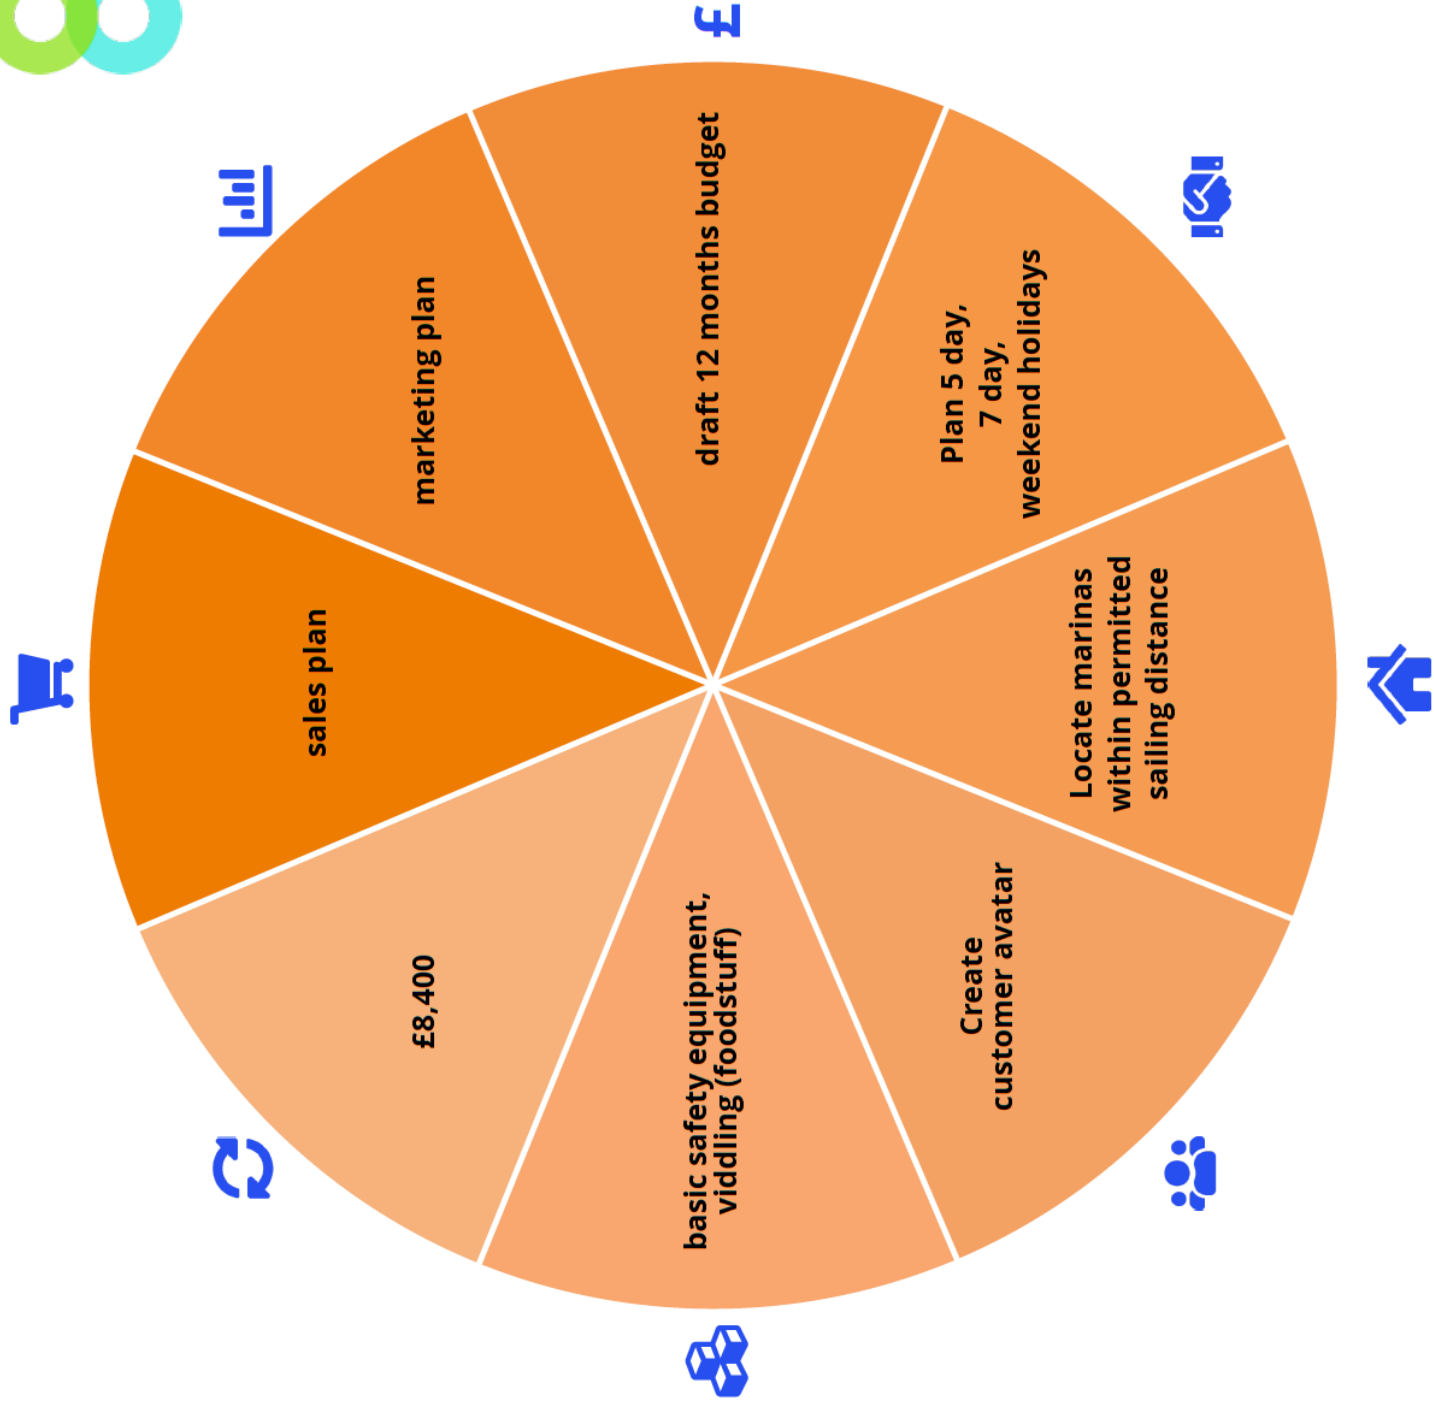 sales plan
marketing plan
£
draft 12 months budget
Plan 5 day,
7 day,
weekend holidays
Locate marinas
within permitted
sailing distance
Create
customer avatar
basic safety equipment,
viddling (foodstuff)
£8,400